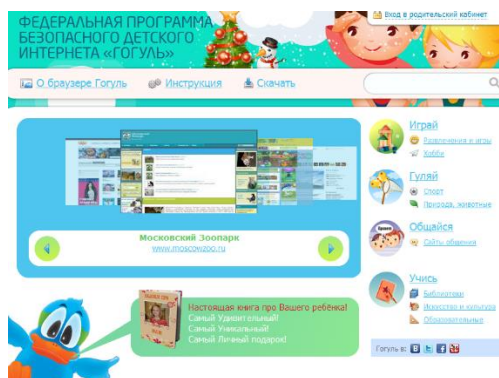 ФЕДЕРАЛЬНАЯ ПРОГРАММА
БЕЗОПАСНОГО ДЕТСКОГО
ИНТЕРНЕТА «ГОГУЛЬ»
Вход в родительский кабинет
О браузере Гогуль
Инструкция
Скачать
Московский Зоопарк
www.moscowzoo.ru
Играй
Развлечения и игры
Хобби
Гуляй
Спорт
Природа, животные
Общайся
Сайты общения
Учись
Библиотеки
Искусство и культура
Образовательные
Настоящая книга про Вашего ребёнка!
Самый Удивительный!
Самый Уникальный!
Самый Личный подарок!
Гогуль в: